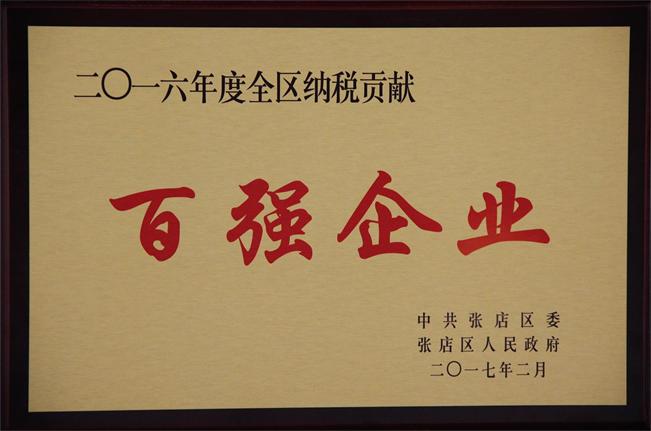 二〇一六年度全区纳税贡献
百强企业
中共张店区委
张店区人民政府
二〇一七年二月